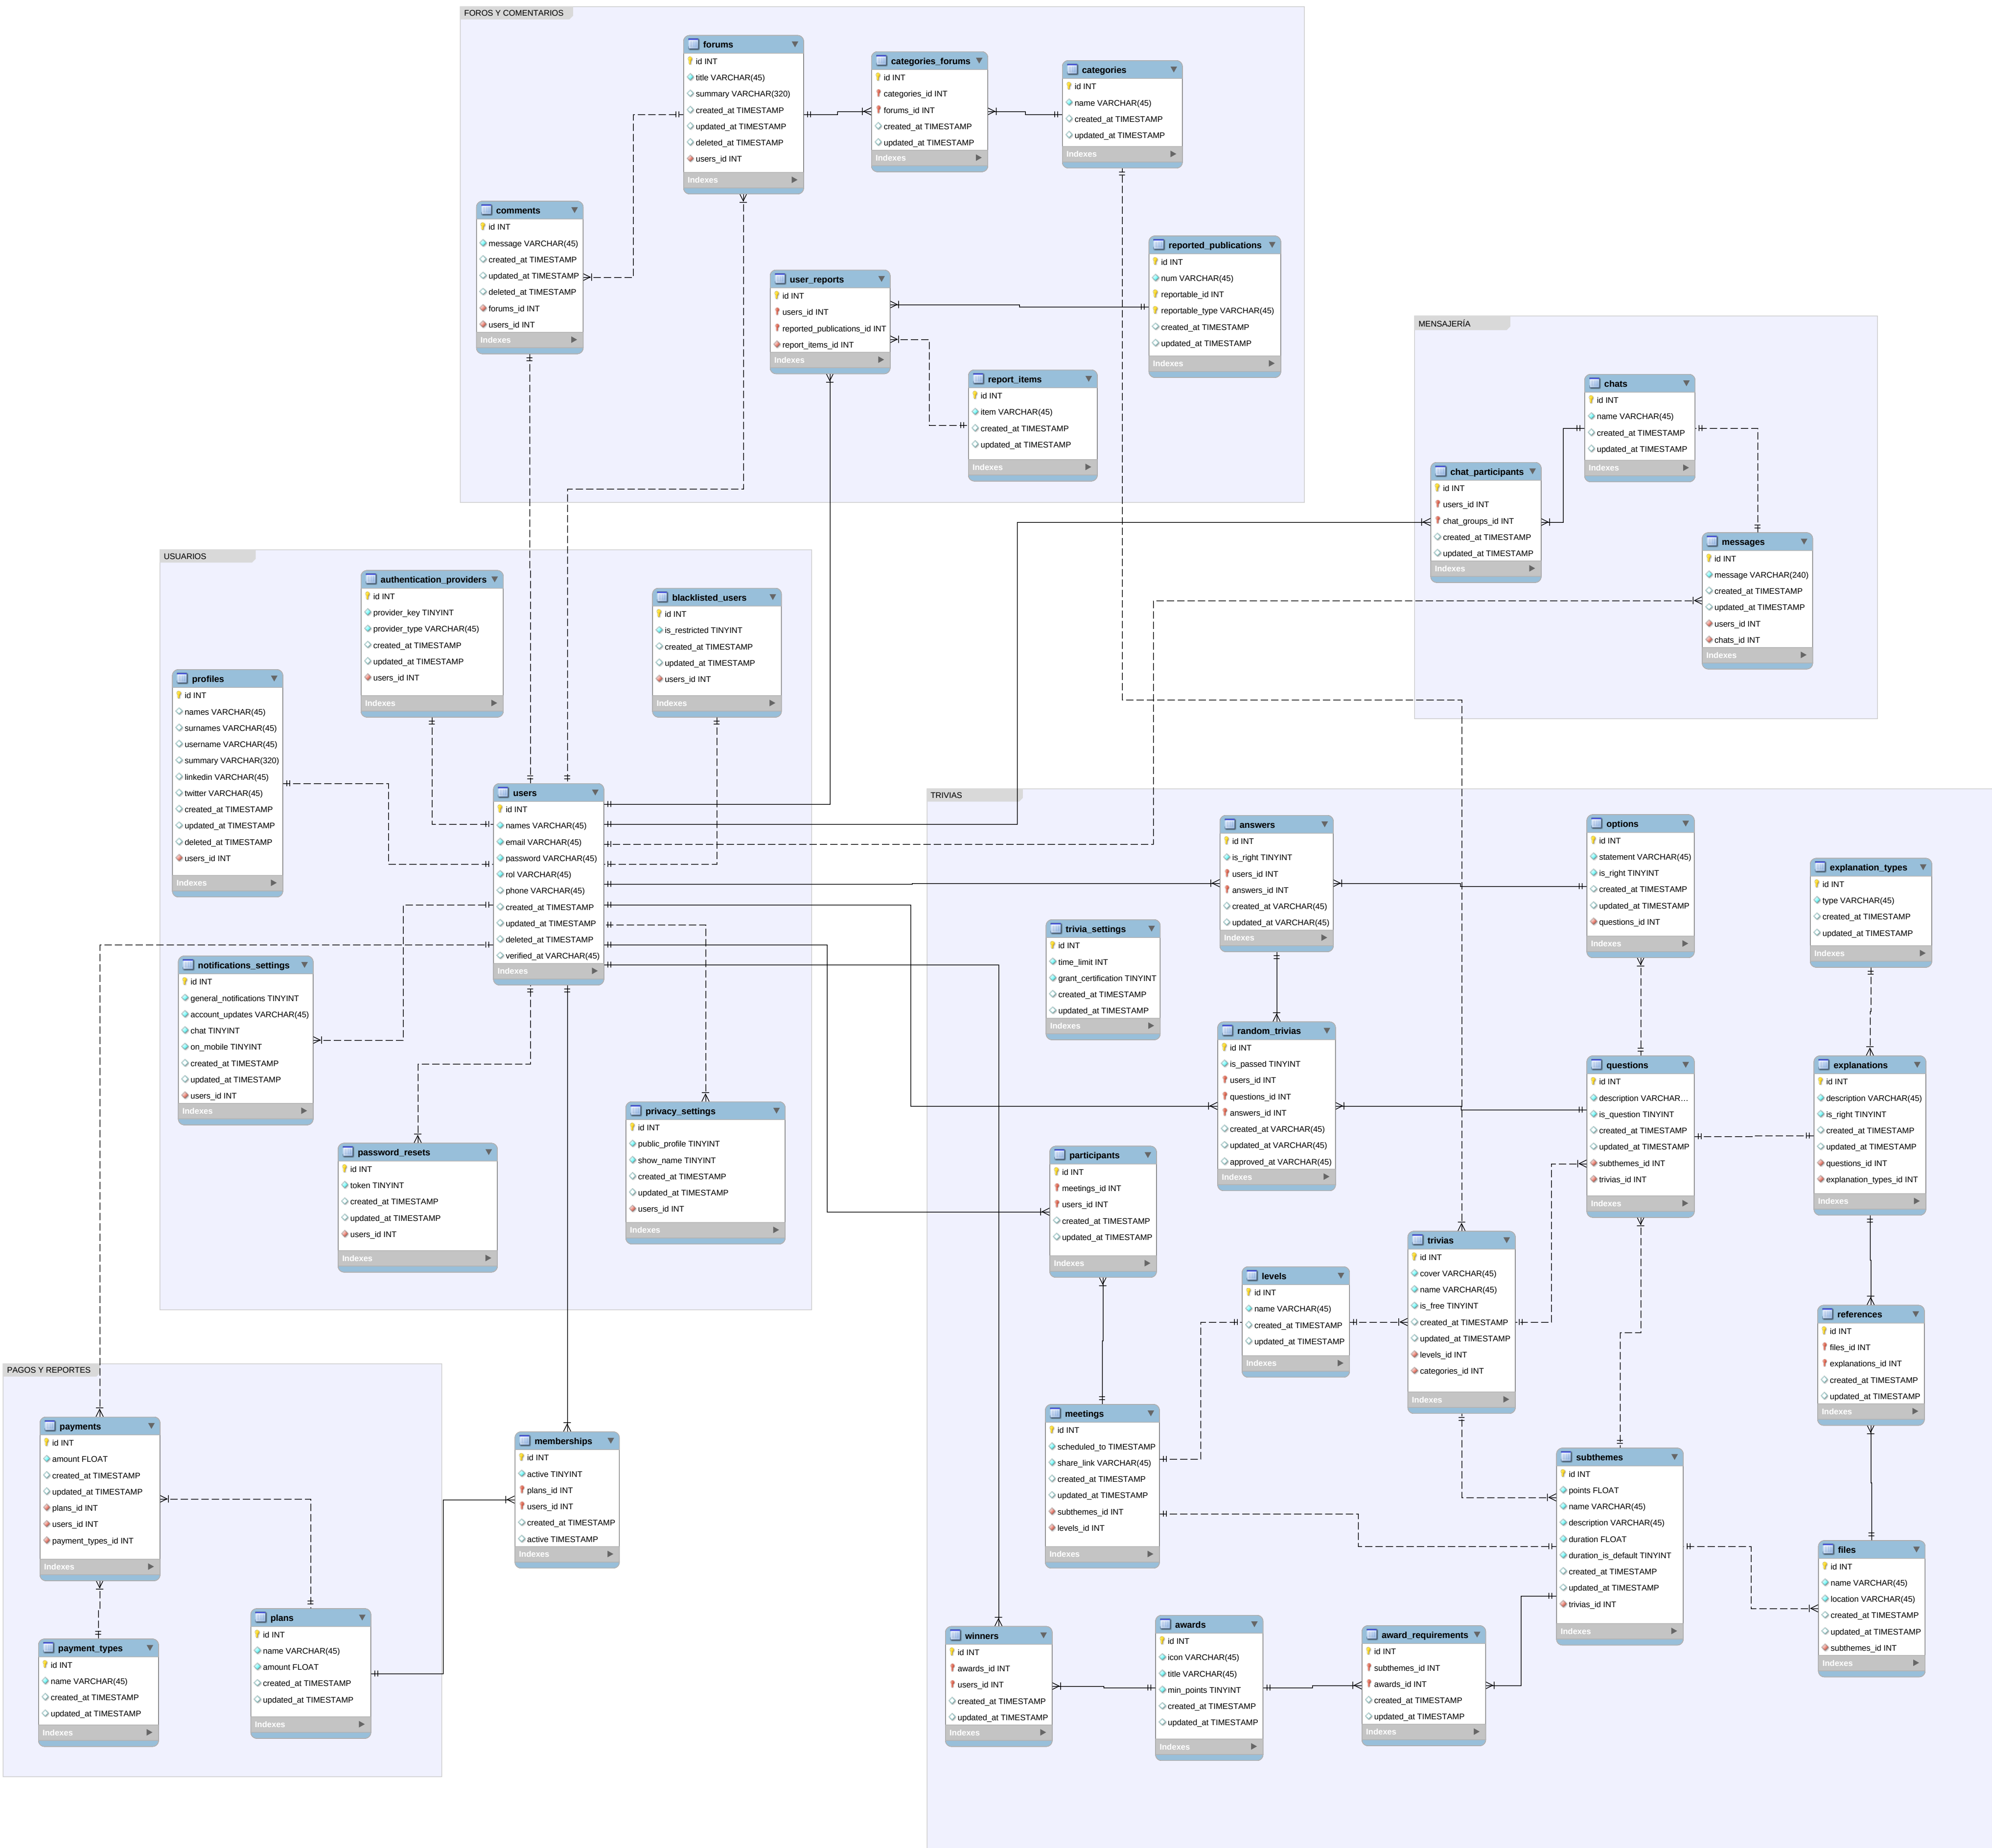 FOROS Y COMENTARIOS
forums
id INT
title VARCHAR(45)
summary VARCHAR(320)
created_at TIMESTAMP
updated_at TIMESTAMP
deleted_at TIMESTAMP
users_id INT
Indexes
categories_forums
id INT
categories_id INT
forums_id INT
created_at TIMESTAMP
updated_at TIMESTAMP
Indexes
categories
id INT
name VARCHAR(45)
created_at TIMESTAMP
updated_at TIMESTAMP
Indexes
comments
id INT
message VARCHAR(45)
created_at TIMESTAMP
updated_at TIMESTAMP
deleted_at TIMESTAMP
forums_id INT
users_id INT
Indexes
user_reports
id INT
users_id INT
reported_publications_id INT
report_items_id INT
Indexes
reported_publications
id INT
num VARCHAR(45)
reportable_id INT
reportable_type VARCHAR(45)
created_at TIMESTAMP
updated_at TIMESTAMP
Indexes
report_items
id INT
item VARCHAR(45)
created_at TIMESTAMP
updated_at TIMESTAMP
Indexes
MENSAJERÍA
chats
id INT
name VARCHAR(45)
created_at TIMESTAMP
updated_at TIMESTAMP
Indexes
chat_participants
id INT
users_id INT
chat_groups_id INT
created_at TIMESTAMP
updated_at TIMESTAMP
Indexes
messages
id INT
message VARCHAR(240)
created_at TIMESTAMP
updated_at TIMESTAMP
users_id INT
chats_id INT
Indexes
USUARIOS
authentication_providers
id INT
provider_key TINYINT
provider_type VARCHAR(45)
created_at TIMESTAMP
updated_at TIMESTAMP
users_id INT
Indexes
blacklisted_users
id INT
is_restricted TINYINT
created_at TIMESTAMP
updated_at TIMESTAMP
users_id INT
Indexes
profiles
id INT
names VARCHAR(45)
surnames VARCHAR(45)
username VARCHAR(45)
summary VARCHAR(320)
linkedin VARCHAR(45)
twitter VARCHAR(45)
created_at TIMESTAMP
updated_at TIMESTAMP
deleted_at TIMESTAMP
users_id INT
Indexes
users
id INT
names VARCHAR(45)
email VARCHAR(45)
password VARCHAR(45)
rol VARCHAR(45)
phone VARCHAR(45)
created_at TIMESTAMP
updated_at TIMESTAMP
deleted_at TIMESTAMP
verified_at VARCHAR(45)
Indexes
notifications_settings
id INT
general_notifications TINYINT
account_updates VARCHAR(45)
chat TINYINT
on_mobile TINYINT
created_at TIMESTAMP
updated_at TIMESTAMP
users_id INT
Indexes
password_resets
id INT
token TINYINT
created_at TIMESTAMP
updated_at TIMESTAMP
users_id INT
Indexes
privacy_settings
id INT
public_profile TINYINT
show_name TINYINT
created_at TIMESTAMP
updated_at TIMESTAMP
users_id INT
Indexes
TRIVIAS
answers
id INT
is_right TINYINT
users_id INT
answers_id INT
created_at VARCHAR(45)
updated_at VARCHAR(45)
Indexes
options
id INT
statement VARCHAR(45)
is_right TINYINT
created_at TIMESTAMP
updated_at TIMESTAMP
questions_id INT
Indexes
explanation_types
id INT
type VARCHAR(45)
created_at TIMESTAMP
updated_at TIMESTAMP
Indexes
trivia_settings
id INT
time_limit INT
grant_certification TINYINT
created_at TIMESTAMP
updated_at TIMESTAMP
Indexes
random_trivias
id INT
is_passed TINYINT
users_id INT
questions_id INT
answers_id INT
created_at VARCHAR(45)
updated_at VARCHAR(45)
approved_at VARCHAR(45)
Indexes
questions
id INT
description VARCHAR...
is_question TINYINT
created_at TIMESTAMP
updated_at TIMESTAMP
subthemes_id INT
trivias_id INT
Indexes
explanations
id INT
description VARCHAR(45)
is_right TINYINT
created_at TIMESTAMP
updated_at TIMESTAMP
questions_id INT
explanation_types_id INT
Indexes
participants
id INT
meetings_id INT
users_id INT
created_at TIMESTAMP
updated_at TIMESTAMP
Indexes
levels
id INT
name VARCHAR(45)
created_at TIMESTAMP
updated_at TIMESTAMP
Indexes
trivias
id INT
cover VARCHAR(45)
name VARCHAR(45)
is_free TINYINT
created_at TIMESTAMP
updated_at TIMESTAMP
levels_id INT
categories_id INT
Indexes
references
id INT
files_id INT
explanations_id INT
created_at TIMESTAMP
updated_at TIMESTAMP
Indexes
meetings
id INT
scheduled_to TIMESTAMP
share_link VARCHAR(45)
created_at TIMESTAMP
updated_at TIMESTAMP
subthemes_id INT
levels_id INT
Indexes
subthemes
id INT
points FLOAT
name VARCHAR(45)
description VARCHAR(45)
duration FLOAT
duration_is_default TINYINT
created_at TIMESTAMP
updated_at TIMESTAMP
trivias_id INT
Indexes
files
id INT
name VARCHAR(45)
location VARCHAR(45)
created_at TIMESTAMP
updated_at TIMESTAMP
subthemes_id INT
Indexes
winners
id INT
awards_id INT
users_id INT
created_at TIMESTAMP
updated_at TIMESTAMP
Indexes
awards
id INT
icon VARCHAR(45)
title VARCHAR(45)
min_points TINYINT
created_at TIMESTAMP
updated_at TIMESTAMP
Indexes
award_requirements
id INT
subthemes_id INT
awards_id INT
created_at TIMESTAMP
updated_at TIMESTAMP
Indexes
PAGOS Y REPORTES
payments
id INT
amount FLOAT
created_at TIMESTAMP
updated_at TIMESTAMP
plans_id INT
users_id INT
payment_types_id INT
Indexes
memberships
id INT
active TINYINT
plans_id INT
users_id INT
created_at TIMESTAMP
active TIMESTAMP
Indexes
payment_types
id INT
name VARCHAR(45)
created_at TIMESTAMP
updated_at TIMESTAMP
Indexes
plans
id INT
name VARCHAR(45)
amount FLOAT
created_at TIMESTAMP
updated_at TIMESTAMP
Indexes